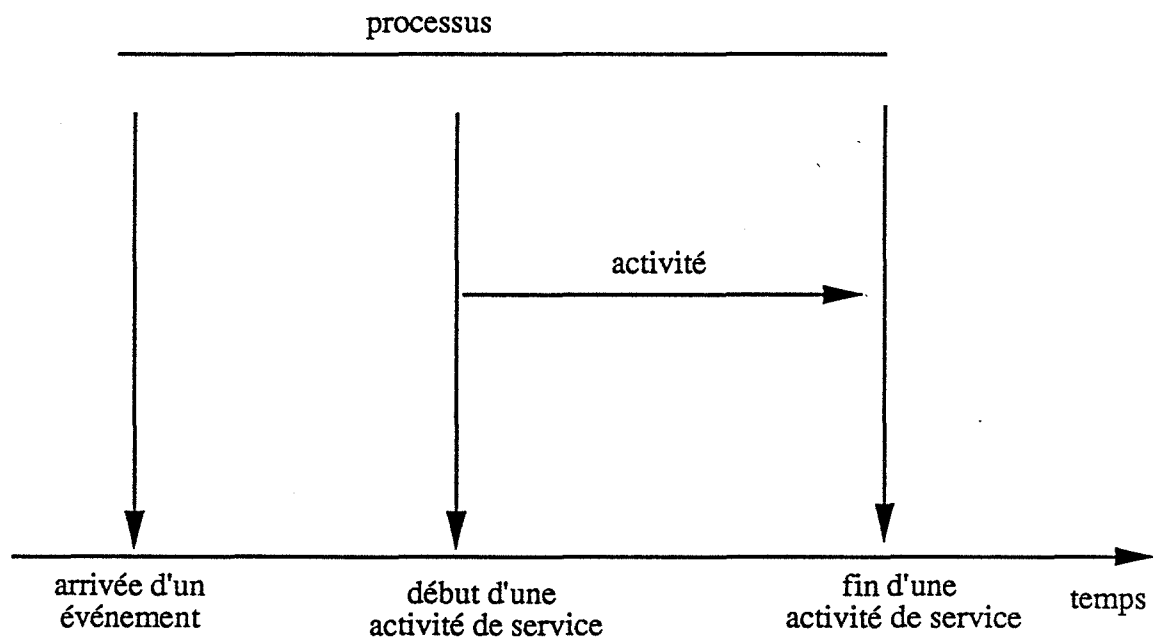 processus
activité
arrivée d'un
événement
début d'une
activité de service
fin d'une
activité de service
temps